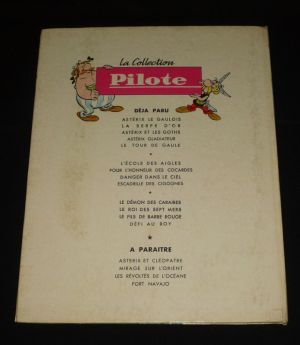 La Collection
Pilote
DÉJA PARU
ASTÉRIX LE GAULOIS
LA SERPE D'OR
ASTÉRIX ET LES GOTHS
ASTÉRIX GLADIATEUR
LE TOUR DE GAULE
L'ÉCOLE DES AIGLES
POUR L'HONNEUR DES COCARDES
DANGER DANS LE CIEL
ESCADRILLE DES CIGOGNES
LE DÉMON DES CARAIBES
LE ROI DES SEPT MERS
LE FILS DE BARBE ROUGE
DÉFI AU ROY
A PARAITRE
ASTÉRIX ET CLÉOPATRE
MIRAGE SUR L'ORIENT
LES RÉVOLTÉS DE L'OCÉANE
FORT NAVAJO